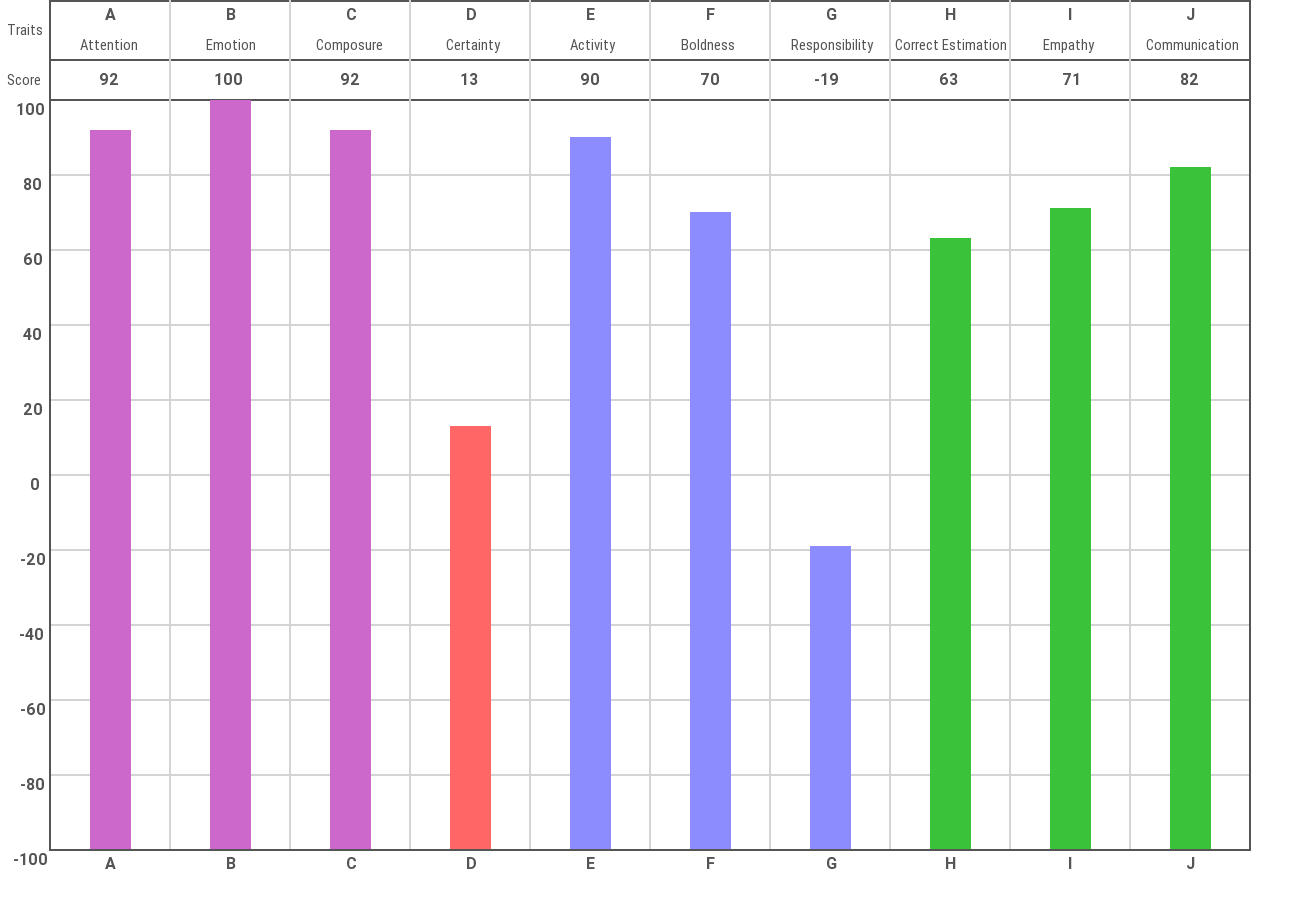 A B C D E F G H I J
Traits
Attention Emotion Composure Certainty Activity Boldness Responsibility Correct Estimation Empathy Communication
Score 92 100 92 13 90 70 -19 63 71 82
100
80
60
40
20
0
-20
-40
-60
-80
-100
A B C D E F G H I J